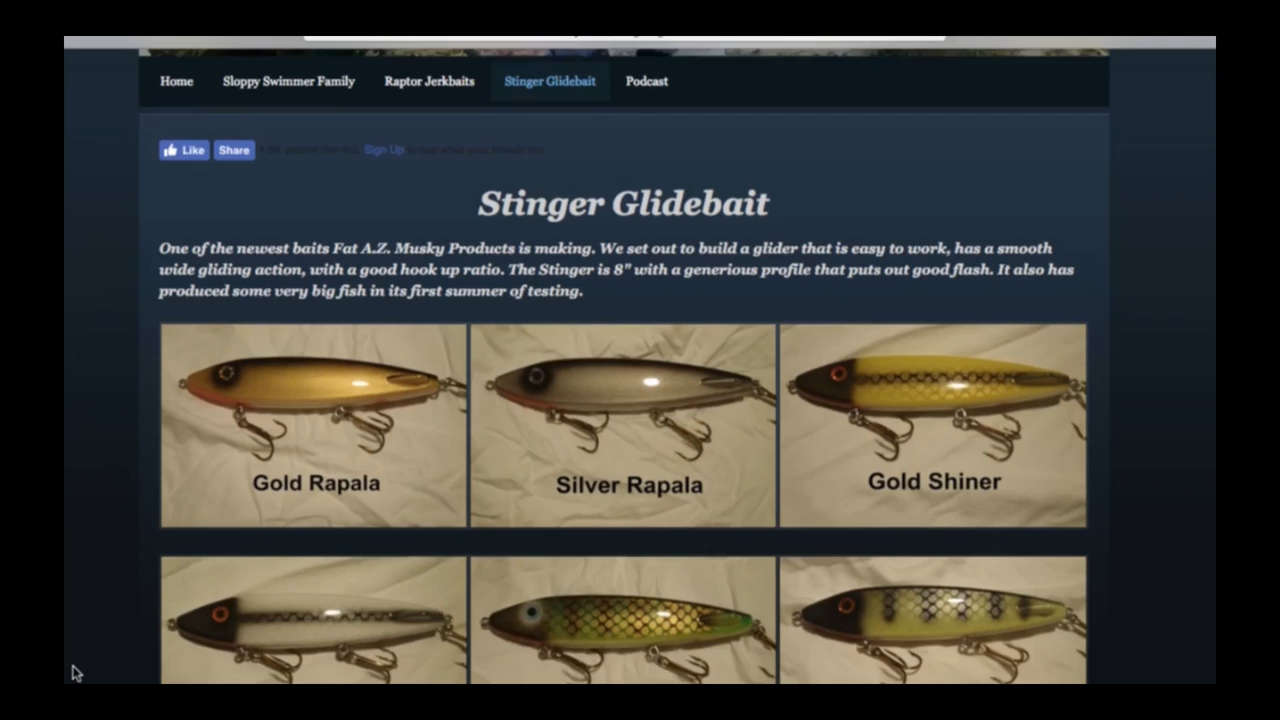 Home Sloppy Swimmer Family Raptor Jerkbaits Stinger Glidebait Podcast
Like Share Sign Up
Stinger Glidebait
One of the newest baits Fat A.Z. Musky Products is making. We set out to build a glider that is easy to work, has a smooth
wide gliding action, with a good hook up ratio. The Stinger is 8" with a generious profile that puts out good flash. It also has
produced some very big fish in its first summer of testing.
Gold Rapala Silver Rapala Gold Shiner